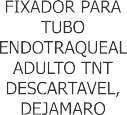 FIXADOR PARA
TUBO
ENDOTRAQUEAL
ADULTO TNT
DESCARTAVEL,
DEJAMARO